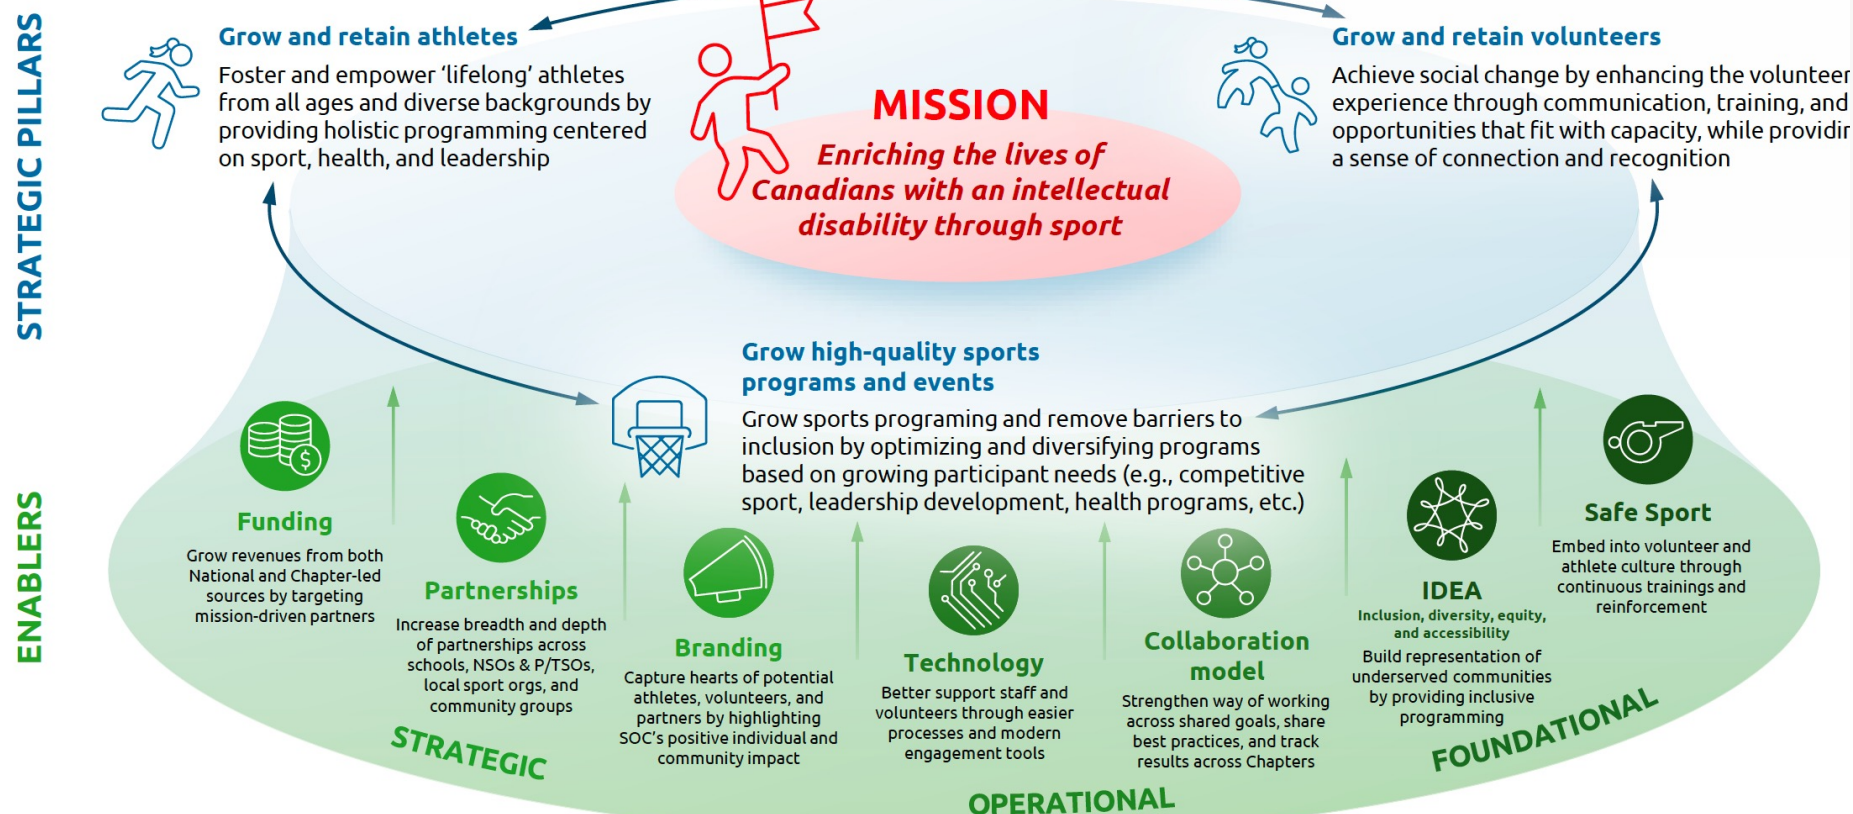 STRATEGIC PILLARS
Grow and retain athletes
Foster and empower ‘lifelong’ athletes
from all ages and diverse backgrounds by
providing holistic programming centered
on sport, health, and leadership
MISSION
Enriching the lives of
Canadians with an intellectual
disability through sport
Grow and retain volunteers
Achieve social change by enhancing the volunteer
experience through communication, training, and
opportunities that fit with capacity, while providin
a sense of connection and recognition
Grow high-quality sports
programs and events
Grow sports programing and remove barriers to
inclusion by optimizing and diversifying programs
based on growing participant needs (e.g., competitive
sport, leadership development, health programs, etc.)
ENABLERS
Funding
Grow revenues from both
National and Chapter-led
sources by targeting
mission-driven partners
Partnerships
Increase breadth and depth
of partnerships across
schools, NSOs & P/TSOs,
local sport orgs, and
community groups
Branding
Capture hearts of potential
athletes, volunteers, and
partners by highlighting
SOC’s positive individual and
community impact
Technology
Better support staff and
volunteers through easier
processes and modern
engagement tools
Collaboration
model
Strengthen way of working
across shared goals, share
best practices, and track
results across Chapters
IDEA
Inclusion, diversity, equity,
and accessibility
Build representation of
underserved communities
by providing inclusive
programming
Safe Sport
Embed into volunteer and
athlete culture through
continuous trainings and
reinforcement
STRATEGIC
OPERATIONAL
FOUNDATIONAL